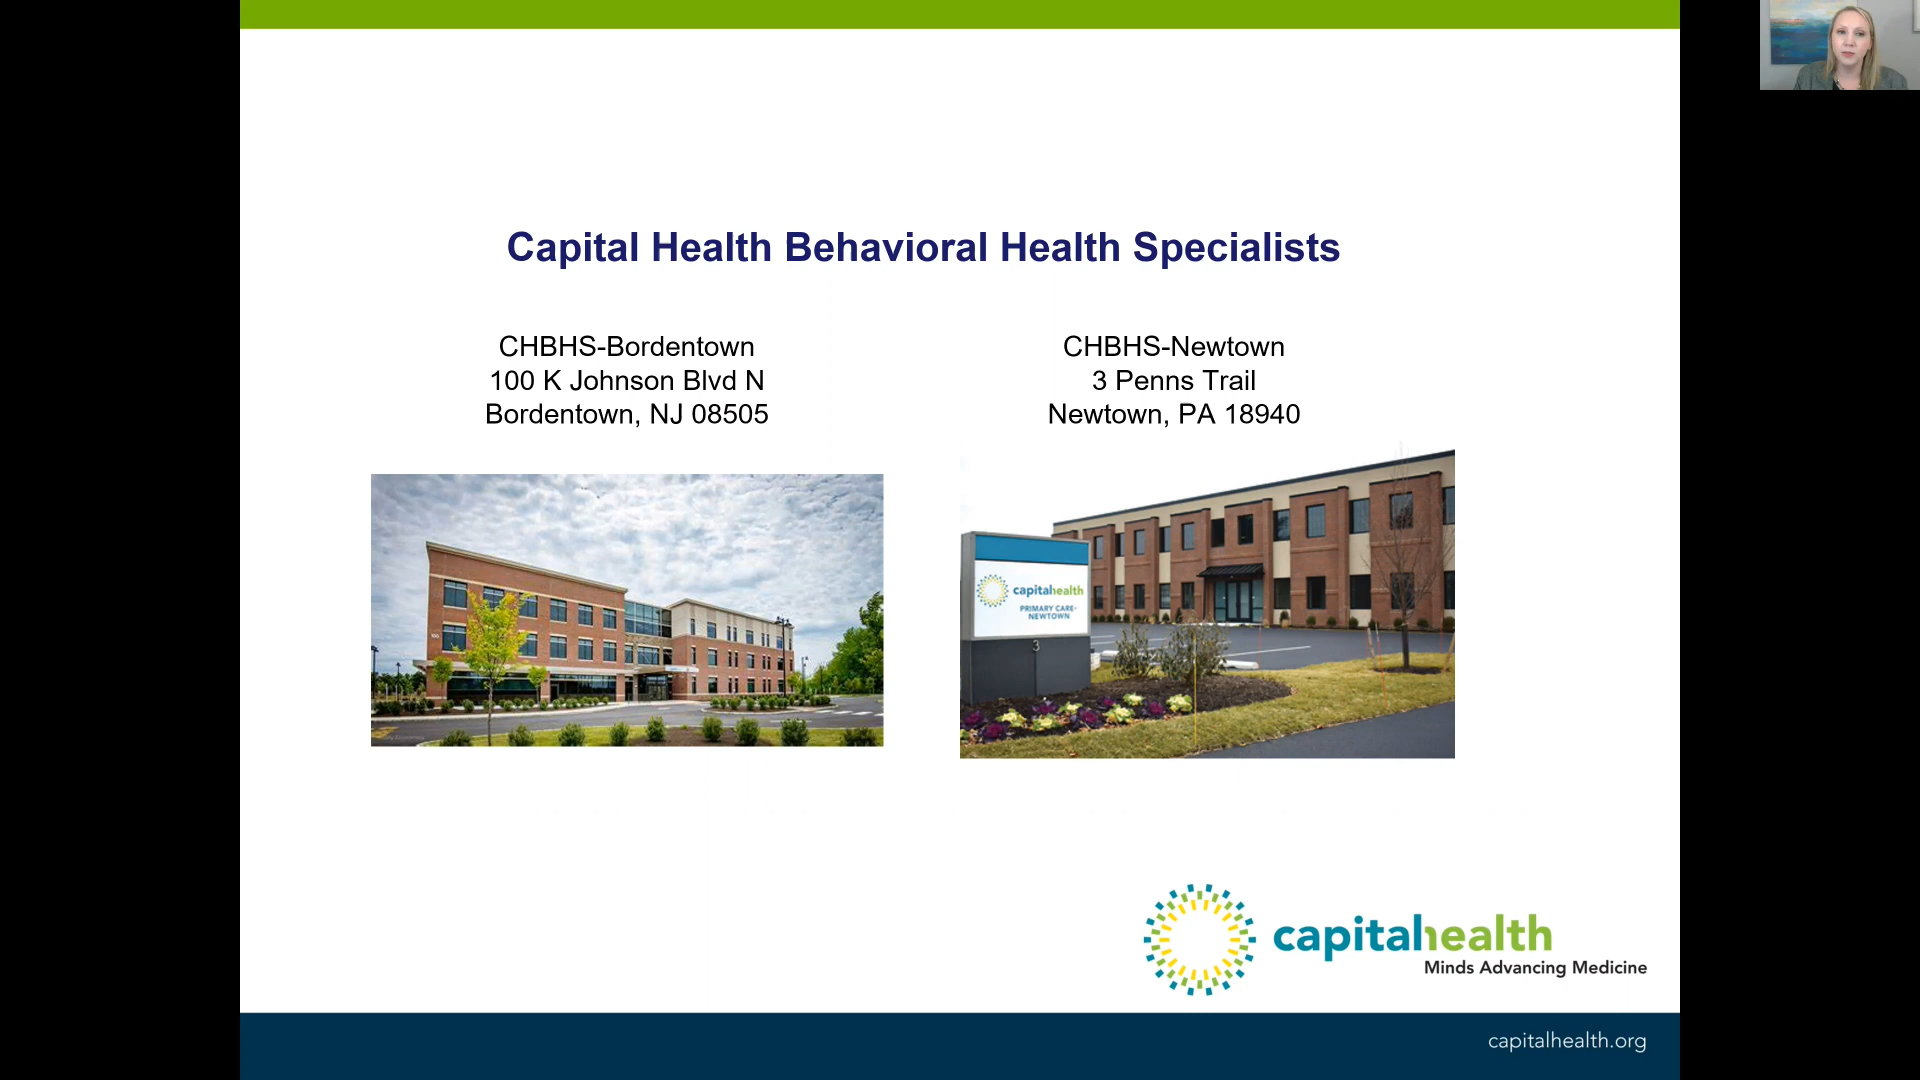 Capital Health Behavioral Health Specialists
CHBHS-Bordentown
100 K Johnson Blvd N
Bordentown, NJ 08505
CHBHS-Newtown
3 Penns Trail
Newtown, PA 18940
100
capitalhealth
PRIMARY CARE-
NEWTOWN
3
capitalhealth
Minds Advancing Medicine
capitalhealth.org